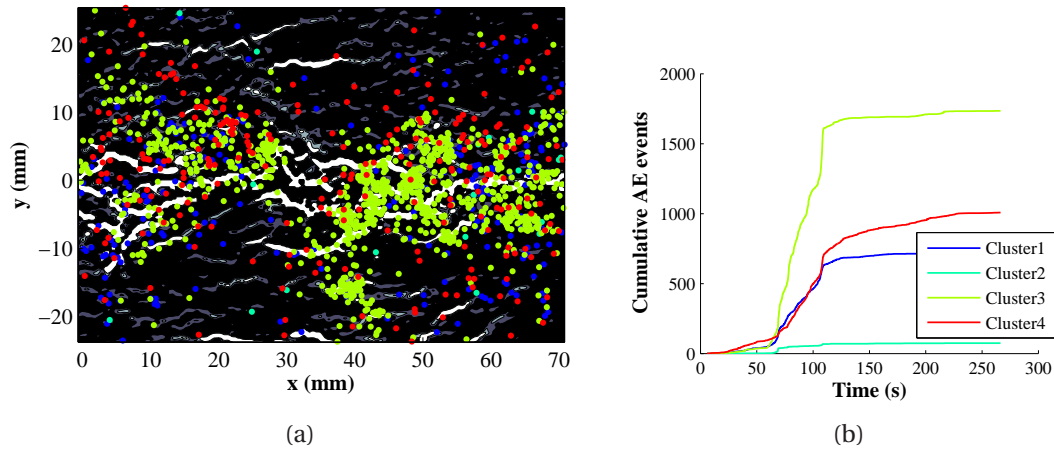 20
10
0
−10
−20
y (mm)
0 10 20 30 40 50 60 70
x (mm)
(a)
2000
1500
1000
500
0
Cumulative AE events
0 50 100 150 200 250 300
Time (s)
Cluster1
Cluster2
Cluster3
Cluster4
(b)